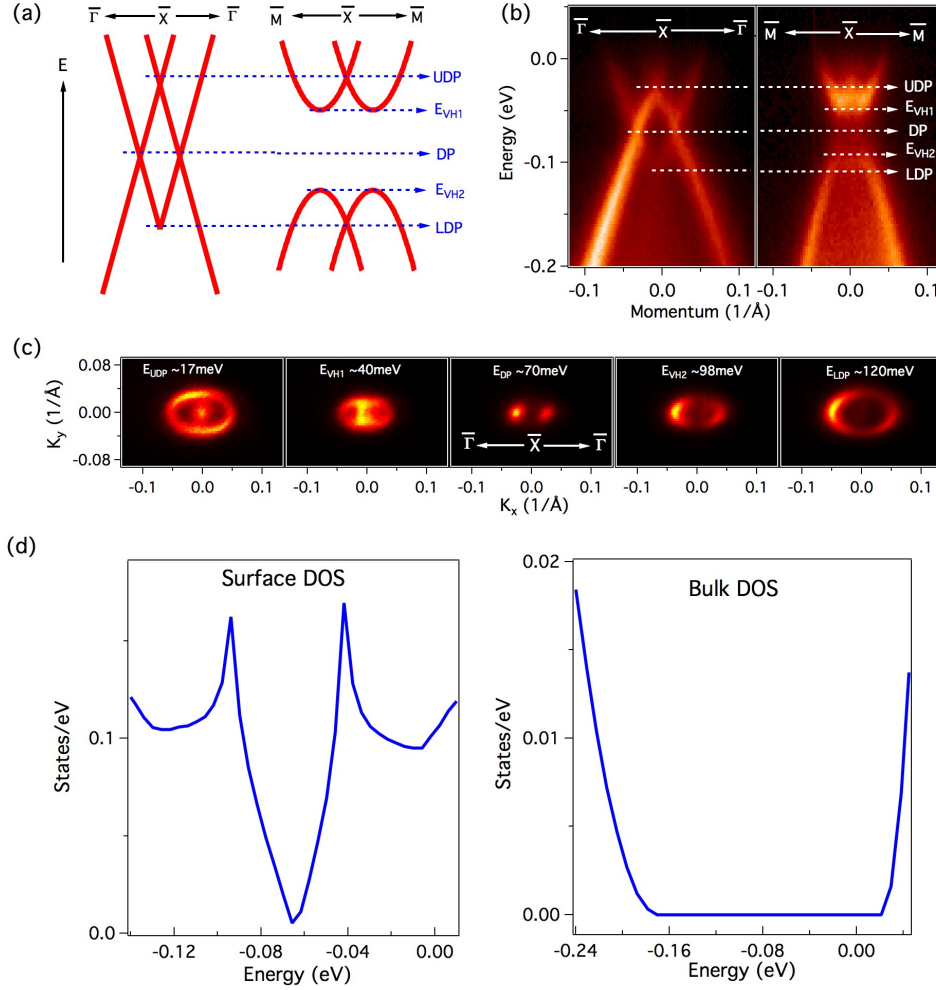 (a)
Γ̅ X̅ Γ̅ M̅ X̅ M̅
E
UDP
E_VH1
DP
E_VH2
LDP
(b)
Γ̅ X̅ Γ̅ M̅ X̅ M̅
0.0
-0.1
-0.2
Energy (eV)
UDP
E_VH1
DP
E_VH2
LDP
-0.1 0.0 0.1 -0.1 0.0 0.1
Momentum (1/Å)
(c)
0.08
0.00
-0.08
K_y (1/Å)
E_UDP ~17meV
E_VH1 ~40meV
E_DP ~70meV
E_VH2 ~98meV
E_LDP ~120meV
Γ̅ X̅ Γ̅
-0.1 0.0 0.1 -0.1 0.0 0.1 -0.1 0.0 0.1 -0.1 0.0 0.1 -0.1 0.0 0.1
K_x (1/Å)
(d)
Surface DOS
States/eV
0.1
0.0
-0.12 -0.08 -0.04 0.00
Energy (eV)
Bulk DOS
States/eV
0.02
0.01
0.00
-0.24 -0.16 -0.08 0.00
Energy (eV)